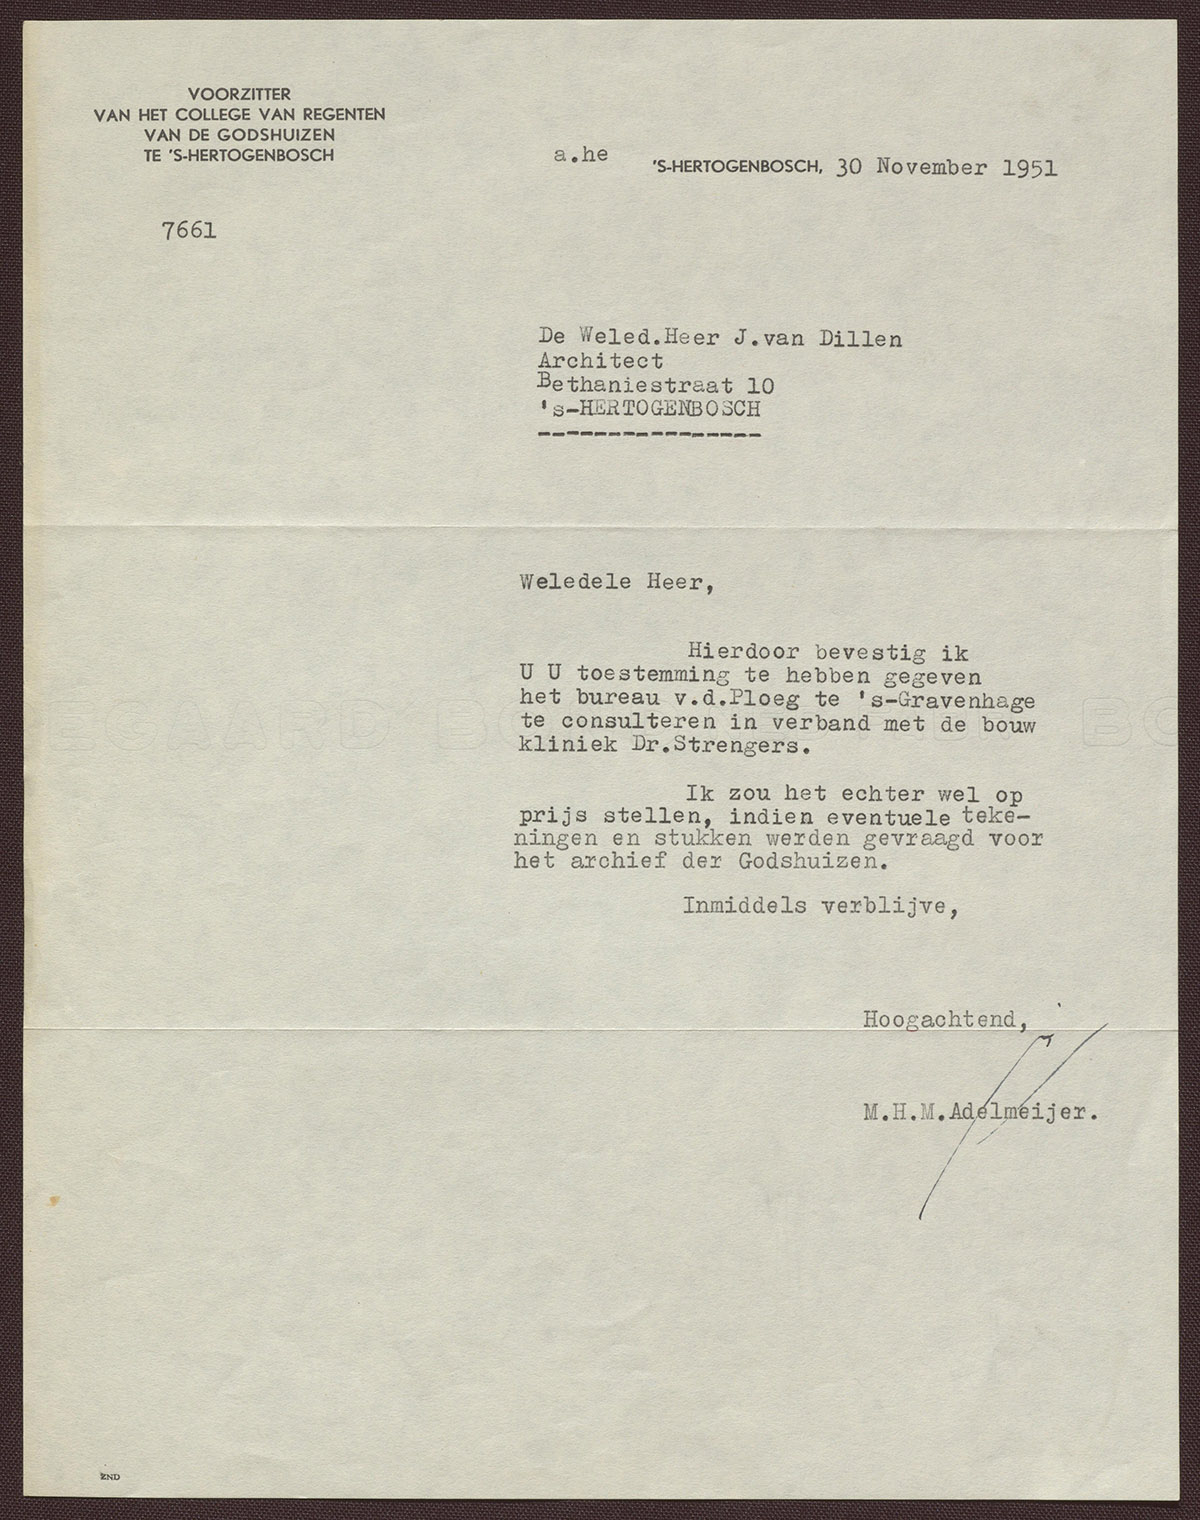 VOORZITTER
VAN HET COLLEGE VAN REGENTEN
VAN DE GODSHUIZEN
TE 'S-HERTOGENBOSCH
a.he
'S-HERTOGENBOSCH, 30 November 1951
7661
De Weled.Heer J.van Dillen
Architect
Bethaniestraat 10
's-HERTOGENBOSCH
----------------
Weledele Heer,
Hierdoor bevestig ik
U U toestemming te hebben gegeven
het bureau v.d.Ploeg te 's-Gravenhage
te consulteren in verband met de bouw
kliniek Dr.Strengers.
Ik zou het echter wel op
prijs stellen, indien eventuele teke-
ningen en stukken werden gevraagd voor
het archief der Godshuizen.
Inmiddels verblijve,
Hoogachtend,
M.H.M.Adelmeijer.
ZND